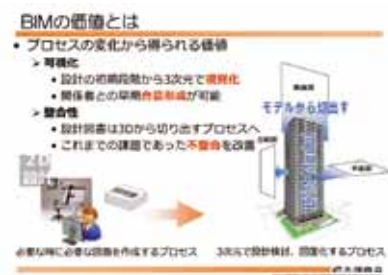 BIMの価値とは
• プロセスの変化から得られる価値
➢ 可視化
• 設計の初期段階から3次元で視覚化
• 関係者との早期合意形成が可能
➢ 整合性
• 設計図書は3Dから切り出すプロセスへ
• これまでの課題であった不整合を改善
モデルから切出す
平面図
必要な時に必要な図面を作成するプロセス
3次元で設計検討、図面化するプロセス